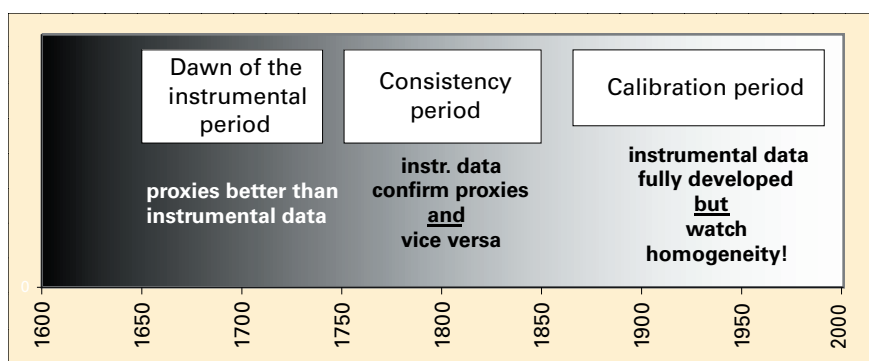 Dawn of the
instrumental
period
Consistency
period
Calibration period
proxies better than
instrumental data
instr. data
confirm proxies
and
vice versa
instrumental data
fully developed
but
watch
homogeneity!
0
1600
1650
1700
1750
1800
1850
1900
1950
2000